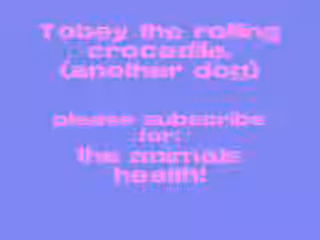 Tobey the rolling
crocodile.
(another dog)
please subscribe
for:
the animals
health!